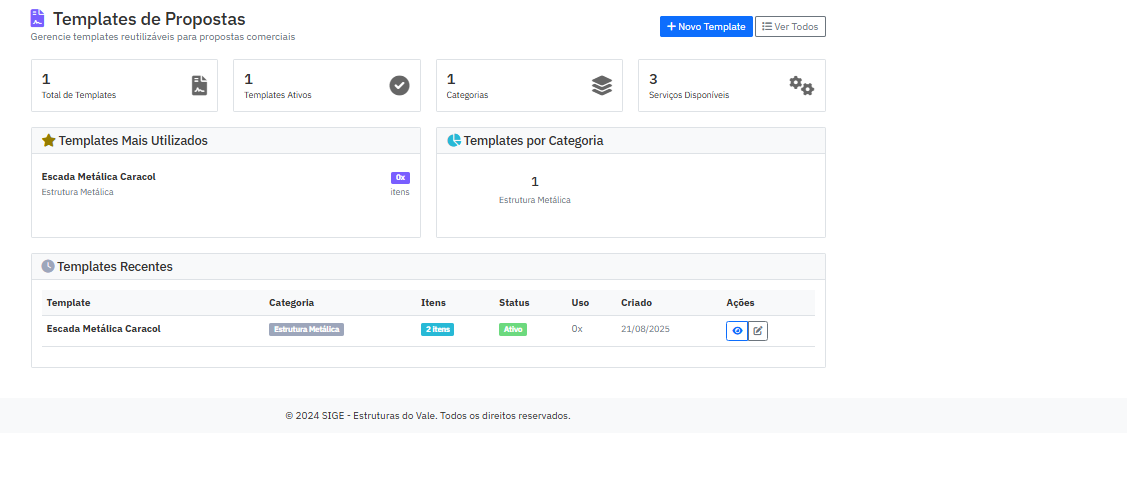 Templates de Propostas
Gerencie templates reutilizáveis para propostas comerciais
Novo Template
Ver Todos
1
Total de Templates
1
Templates Ativos
1
Categorias
3
Serviços Disponíveis
Templates Mais Utilizados
Escada Metálica Caracol
0x
Estrutura Metálica
itens
Templates por Categoria
1
Estrutura Metálica
Templates Recentes
Template Categoria Itens Status Uso Criado Ações
Escada Metálica Caracol Estrutura Metálica 2 itens Ativo 0x 21/08/2025
© 2024 SIGE - Estruturas do Vale. Todos os direitos reservados.